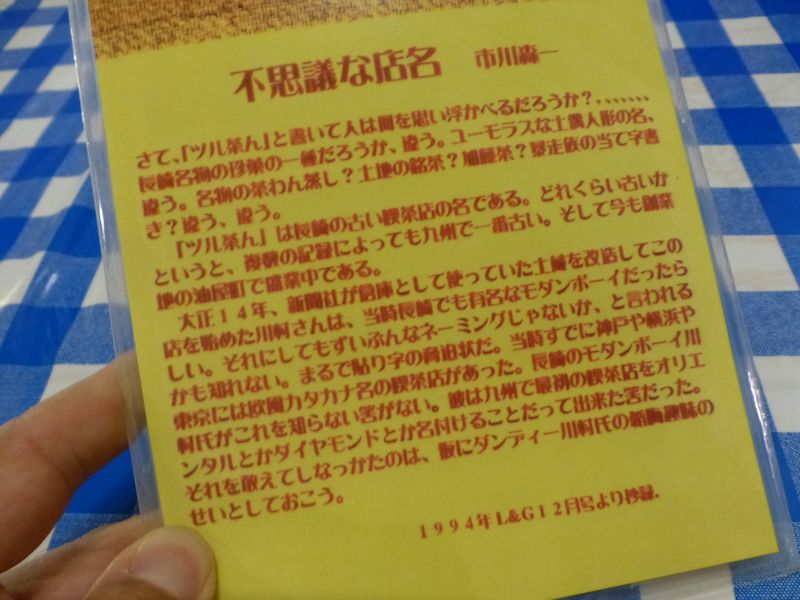 不思議な店名 市川森一
さて、「ツル茶ん」と書いて人は何を思い浮かべるだろうか？,,,,,,,
長崎名物の珍菓の一種だろうか、違う。ユーモラスな土偶人形の名、
違う。名物の茶わん蒸し？土地の銘茶？加藤茶？暴走族の当て字書
き？違う、違う。
「ツル茶ん」は長崎の古い喫茶店の名である。どれくらい古いか
というと、複数の記録によっても九州で一番古い。そして今も創業
地の油屋町で盛業中である。
大正１４年、新聞社が倉庫として使っていた土蔵を改造してこの
店を始めた川村さんは、当時長崎でも有名なモダンボーイだったら
しい。それにしてもずいぶんなネーミングじゃないか、と言われる
かも知れない。まるで貼り字の脅迫状だ。当時すでに神戸や横浜や
東京には欧風カタカナ名の喫茶店があった。長崎のモダンボーイ川
村氏がこれを知らない筈がない。彼は九州で最初の喫茶店をオリエ
ンタルとかダイヤモンドとか名付けることだって出来た筈だった。
それを敢えてしなっかたのは、仮にダンディー川村氏の 趣味の
せいとしておこう。
１９９４年 L&G１２月号より抄録.